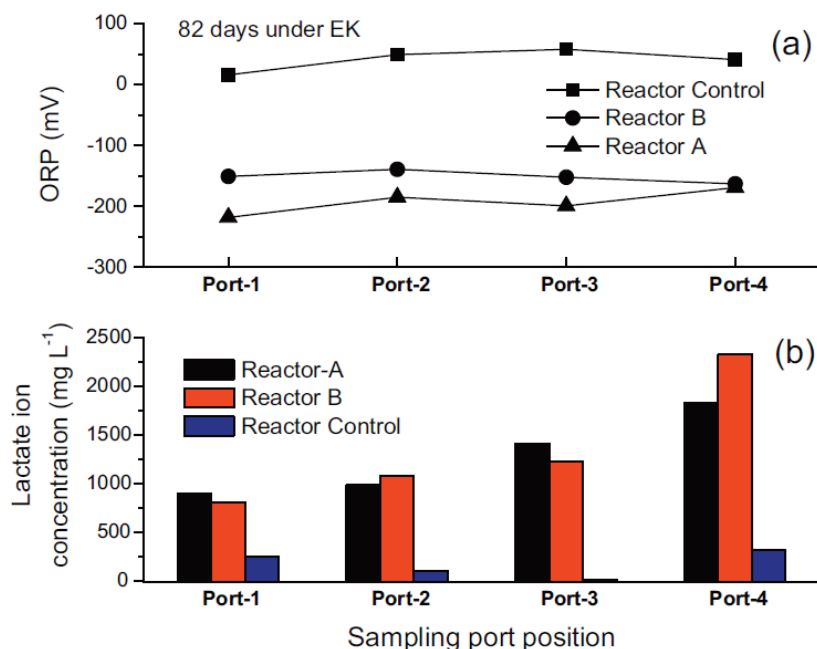 82 days under EK
(a)
ORP (mV)
100
0
-100
-200
-300
Reactor Control
Reactor B
Reactor A
Port-1 Port-2 Port-3 Port-4
(b)
Lactate ion
concentration (mg L⁻¹)
2500
2000
1500
1000
500
0
Reactor-A
Reactor B
Reactor Control
Port-1 Port-2 Port-3 Port-4
Sampling port position